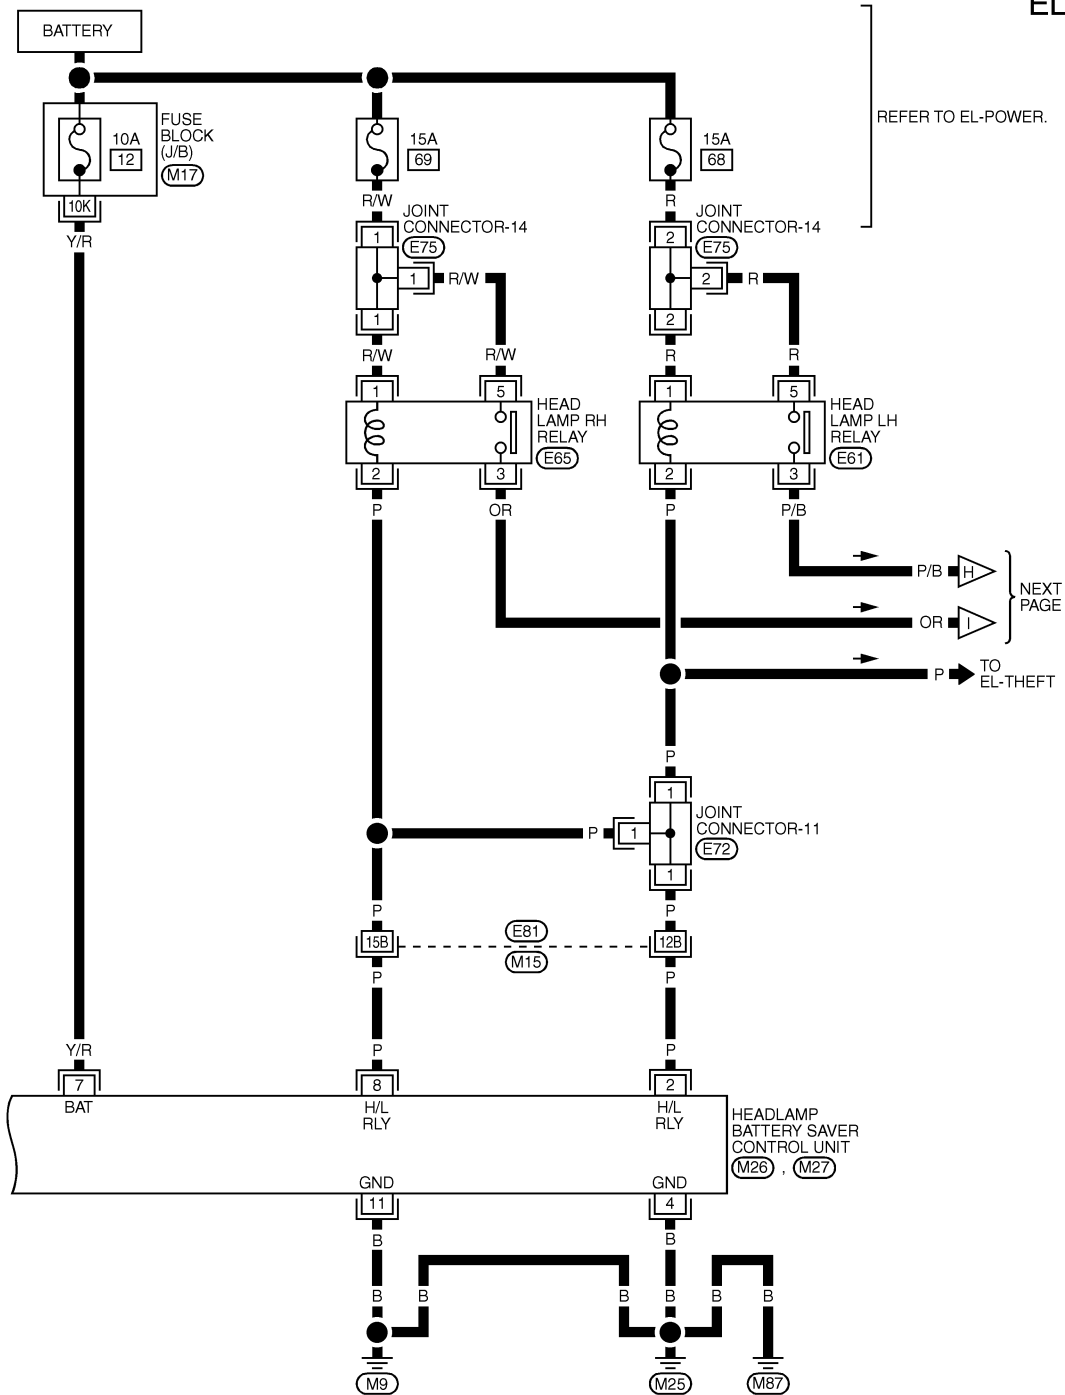 EL
BATTERY
REFER TO EL-POWER.
FUSE
BLOCK
(J/B)
M17
10A
12
15A
69
15A
68
10K
R/W
R
Y/R
JOINT
CONNECTOR-14
E75
JOINT
CONNECTOR-14
E75
1
1
R/W
1
2
2
R
2
R/W
R/W
R
R
1
5
1
5
HEAD
LAMP RH
RELAY
E65
HEAD
LAMP LH
RELAY
E61
2
3
2
3
P
OR
P
P/B
P/B
H
OR
I
NEXT
PAGE
P
TO
EL-THEFT
P
1
P
1
JOINT
CONNECTOR-11
E72
1
P
P
15B
E81
M15
12B
P
P
Y/R
P
P
7
8
2
BAT
H/L
RLY
H/L
RLY
HEADLAMP
BATTERY SAVER
CONTROL UNIT
M26 , M27
GND
GND
11
4
B
B
B
B
B
B
B
B
M9
M25
M87